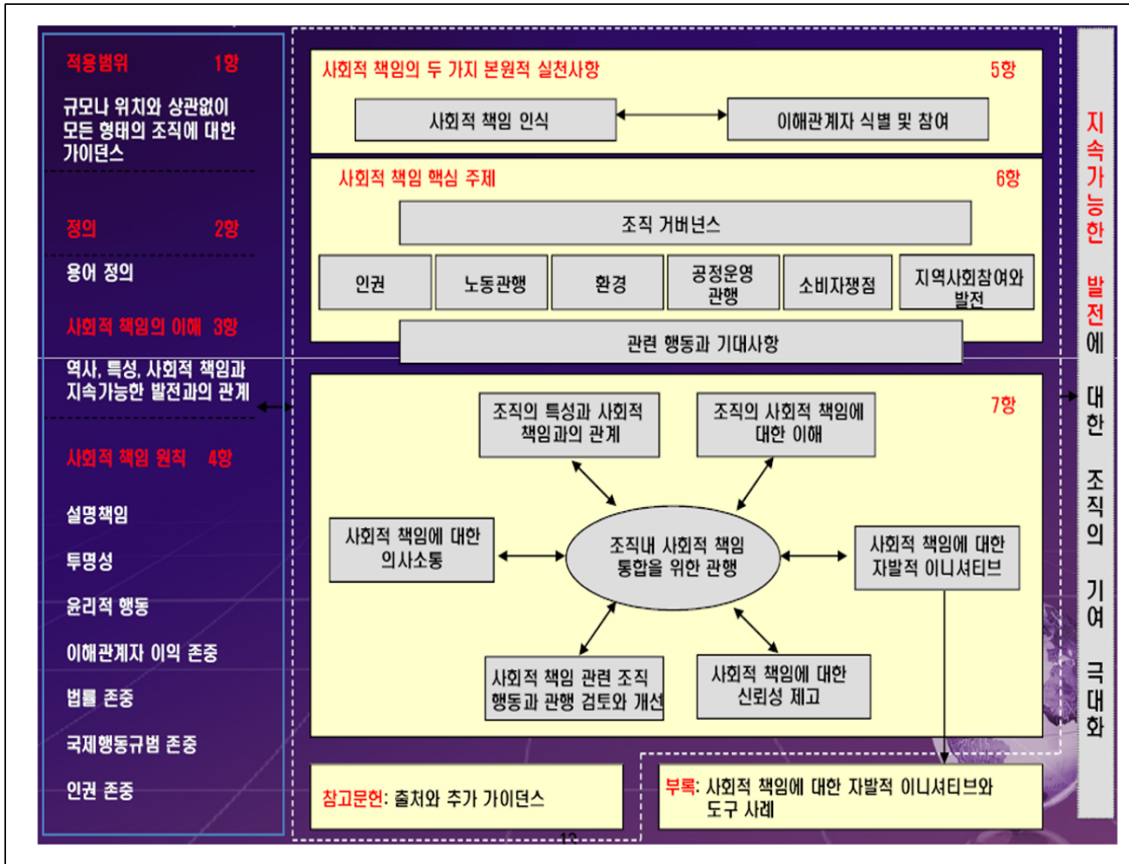 적용범위 1항
규모나 위치와 상관없이
모든 형태의 조직에 대한
가이던스
정의 2항
용어 정의
사회적 책임의 이해 3항
역사, 특성, 사회적 책임과
지속가능한 발전과의 관계
사회적 책임 원칙 4항
설명책임
투명성
윤리적 행동
이해관계자 이익 존중
법률 존중
국제행동규범 존중
인권 존중
사회적 책임의 두 가지 본원적 실천사항 5항
사회적 책임 인식
이해관계자 식별 및 참여
사회적 책임 핵심 주제 6항
조직 거버넌스
인권
노동관행
환경
공정운영
관행
소비자쟁점
지역사회참여와
발전
관련 행동과 기대사항
7항
조직의 특성과 사회적
책임과의 관계
조직의 사회적 책임에
대한 이해
사회적 책임에 대한
의사소통
조직내 사회적 책임
통합을 위한 관행
사회적 책임에 대한
자발적 이니셔티브
사회적 책임 관련 조직
행동과 관행 검토와 개선
사회적 책임에 대한
신뢰성 제고
참고문헌: 출처와 추가 가이던스
부록: 사회적 책임에 대한 자발적 이니셔티브와
도구 사례
지속가능한 발전에 대한 조직의 기여 극대화